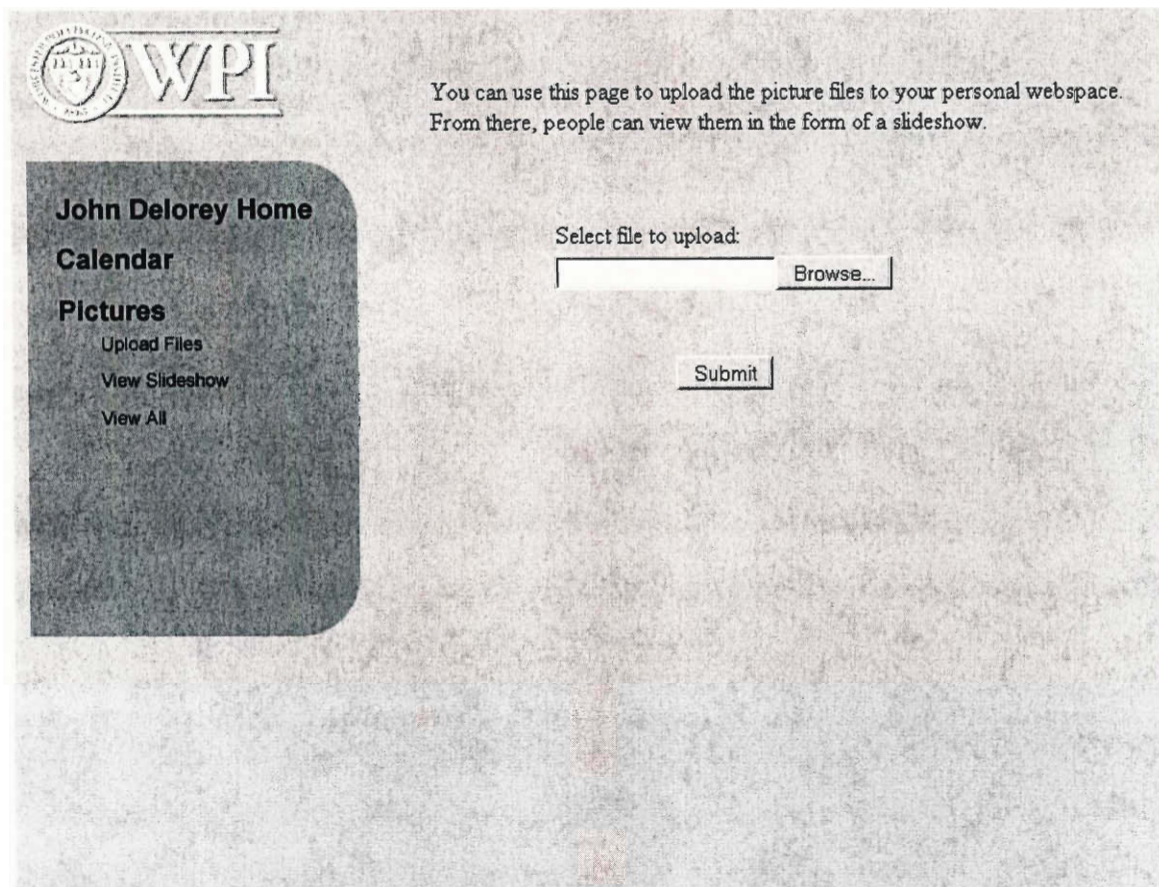 WPI
You can use this page to upload the picture files to your personal webspace.
From there, people can view them in the form of a slideshow.
John Delorey Home
Calendar
Pictures
Upload Files
View Slideshow
View All
Select file to upload:
Browse...
Submit